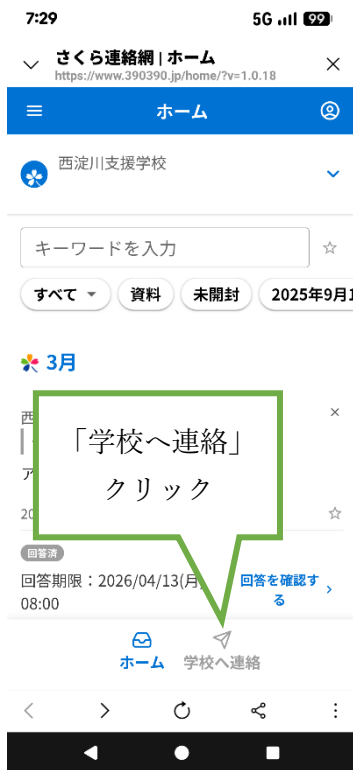 7:29 5G 99
さくら連絡網 | ホーム
https://www.390390.jp/home/?v=1.0.18
ホーム
西淀川支援学校
キーワードを入力
すべて 資料 未開封 2025年9月1
3月
西
「学校へ連絡」
ア
クリック
20
回答済
回答期限：2026/04/13(月)
08:00
回答を確認す
る
ホーム 学校へ連絡